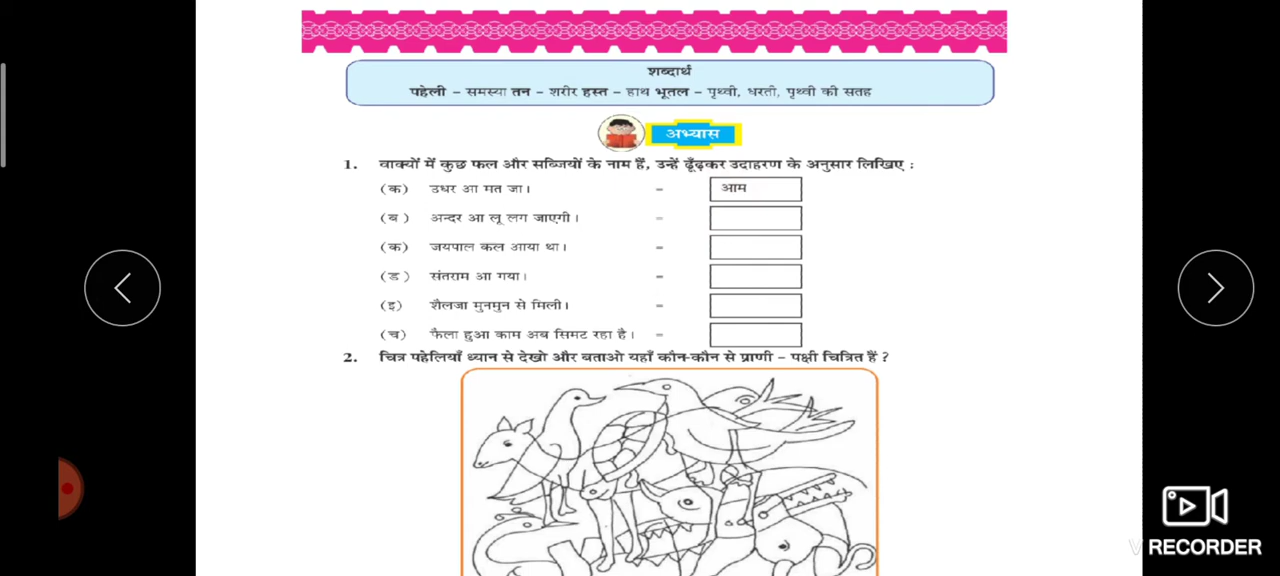 शब्दार्थ
पहेली – समस्या तन – शरीर हस्त – हाथ भूतल – पृथ्वी, धरती, पृथ्वी की सतह
अभ्यास
1. वाक्यों में कुछ फल और सब्जियों के नाम हैं, उन्हें ढूँढ़कर उदाहरण के अनुसार लिखिए :
(क) उधर आ मत जा। = आम
(ब) अन्दर आ लू लग जाएगी। =
(क) जयपाल कल आया था। =
(ड) संतराम आ गया। =
(इ) शैलजा मुनमुन से मिली। =
(च) फैला हुआ काम अब सिमट रहा है। =
2. चित्र पहेलियाँ ध्यान से देखो और बताओ यहाँ कौन-कौन से प्राणी – पक्षी चित्रित हैं ?
V RECORDER